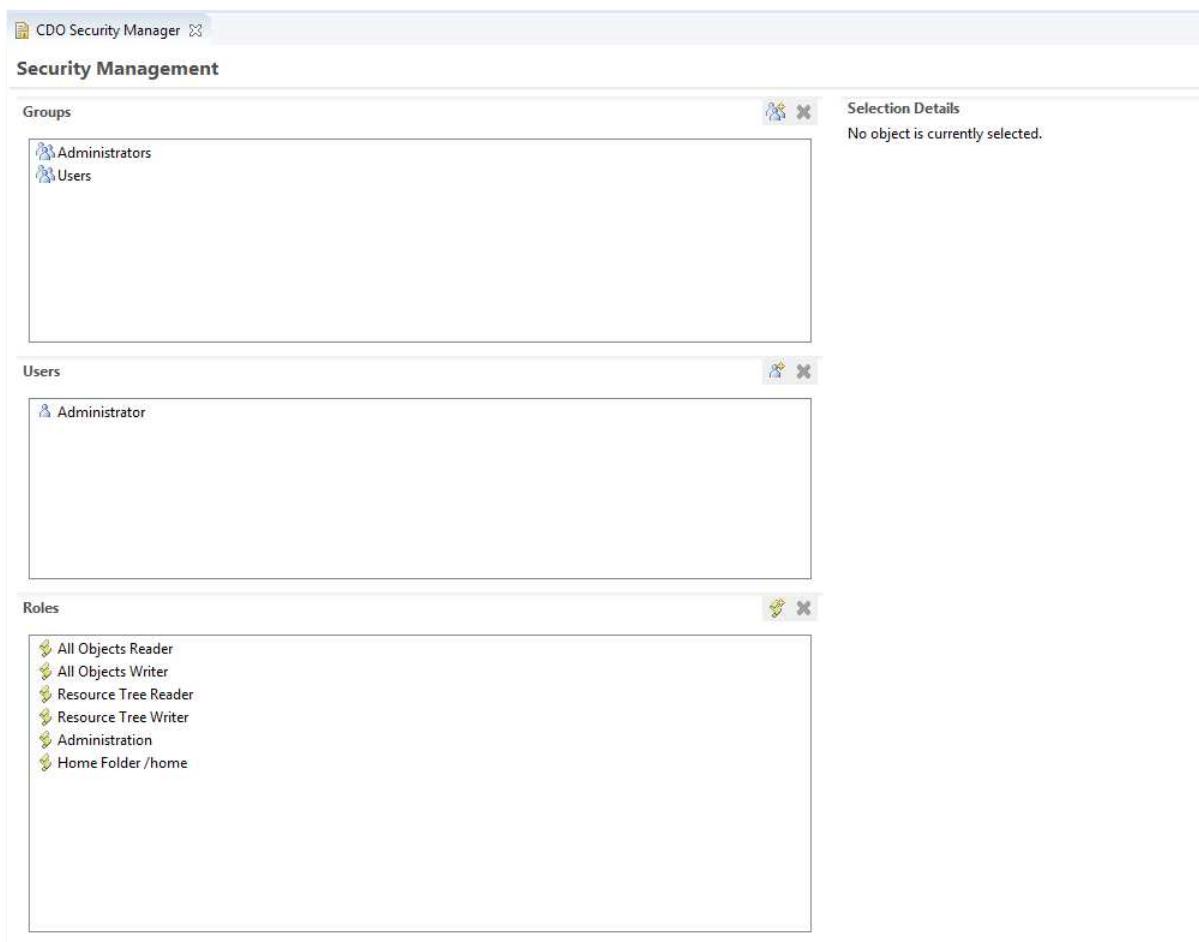 CDO Security Manager
Security Management
Groups
Administrators
Users
Users
Administrator
Roles
All Objects Reader
All Objects Writer
Resource Tree Reader
Resource Tree Writer
Administration
Home Folder /home
Selection Details
No object is currently selected.